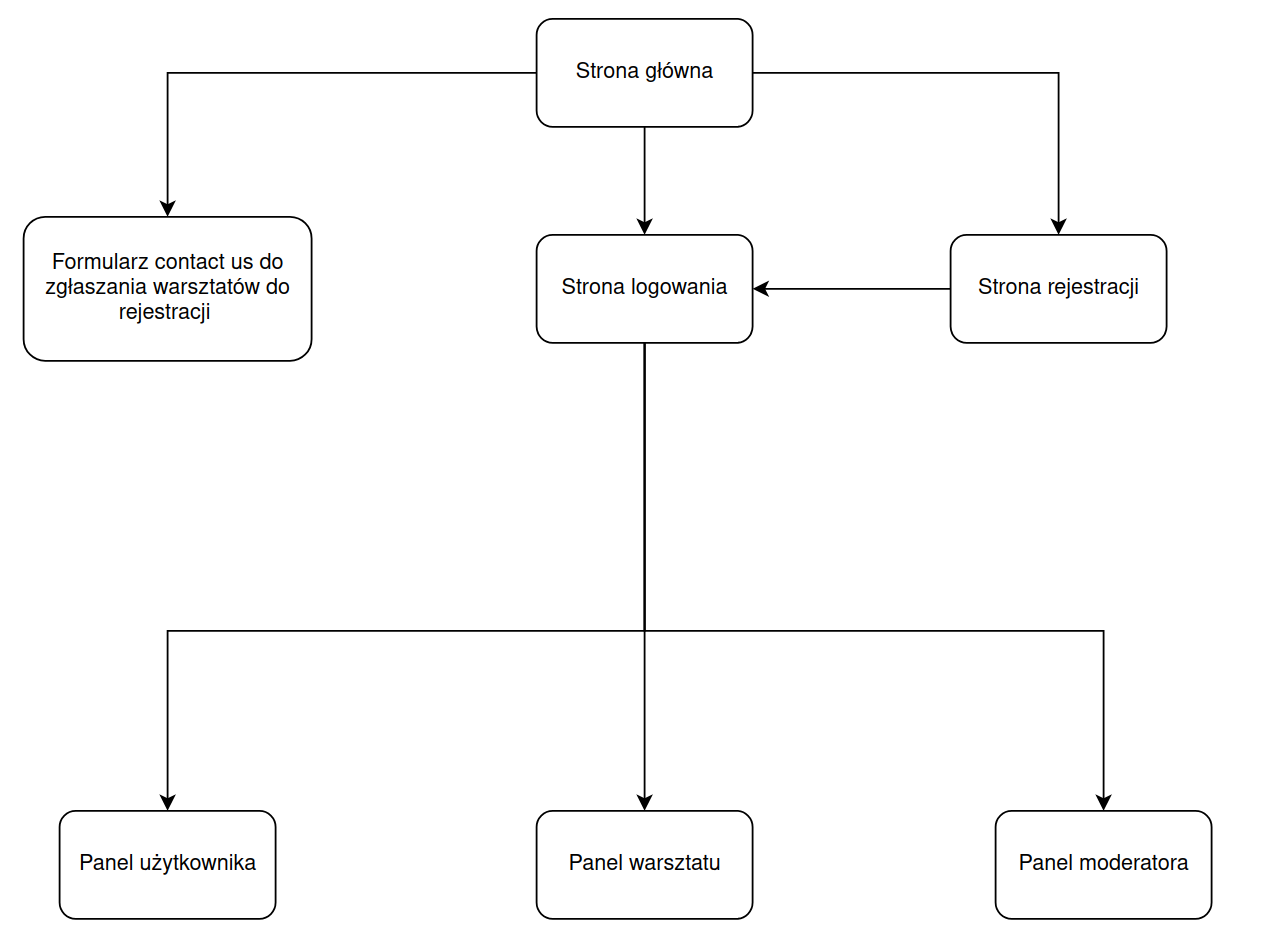 Strona główna
Formularz contact us do
zgłaszania warsztatów do
rejestracji
Strona logowania
Strona rejestracji
Panel użytkownika
Panel warsztatu
Panel moderatora